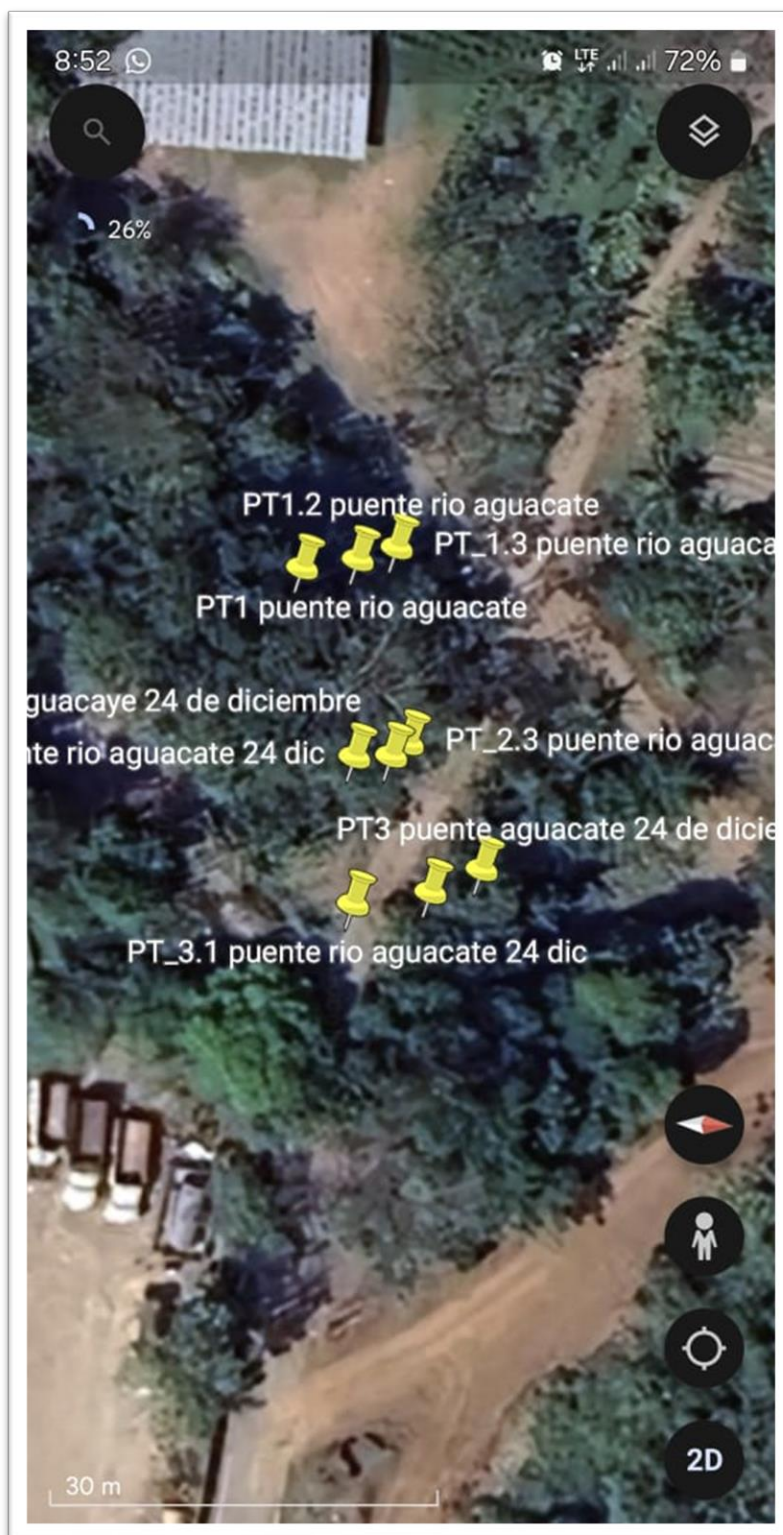 8:52
LTE 72%
26%
PT1.2 puente rio aguacate
PT_1.3 puente rio aguaca
PT1 puente rio aguacate
guacaye 24 de diciembre
nte rio aguacate 24 dic
PT_2.3 puente rio aguac
PT3 puente aguacate 24 de dicie
PT_3.1 puente rio aguacate 24 dic
2D
30 m